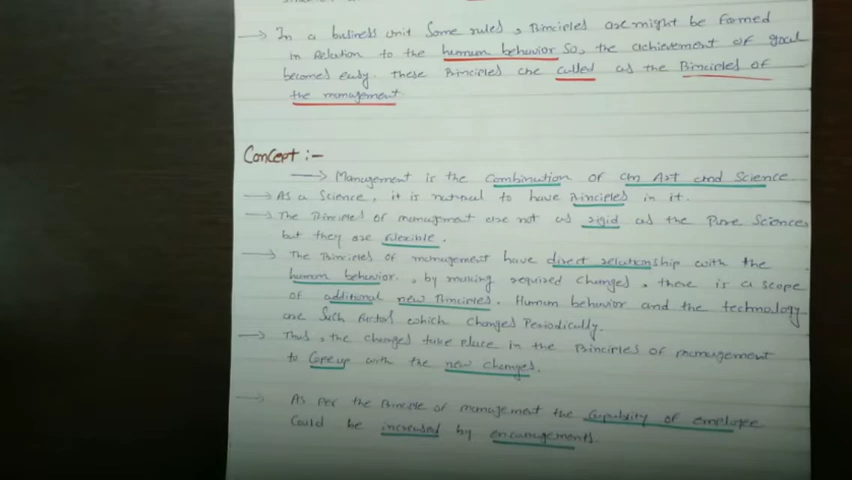 → In a business unit some rules, Principles are might be formed
in relation to the human behavior so, the achievement of goal
becomes easy. These Principles are called as the Principles of
the management.
Concept :-
→ Management is the Combination of an Art and Science
→ As a Science, it is natural to have Principles in it.
→ The Principles of management are not as rigid as the Pure Science,
but they are flexible.
→ The Principles of management have direct relationship with the
human behavior, by making required changes, there is a scope
of additional new Principles. Human behavior and the technology
are such factors which changes Periodically.
→ Thus, the changes take place in the Principles of management
to Cope up with the new changes.
→ As per the Principle of management the Capability of employee
Could be increased by encouragements.